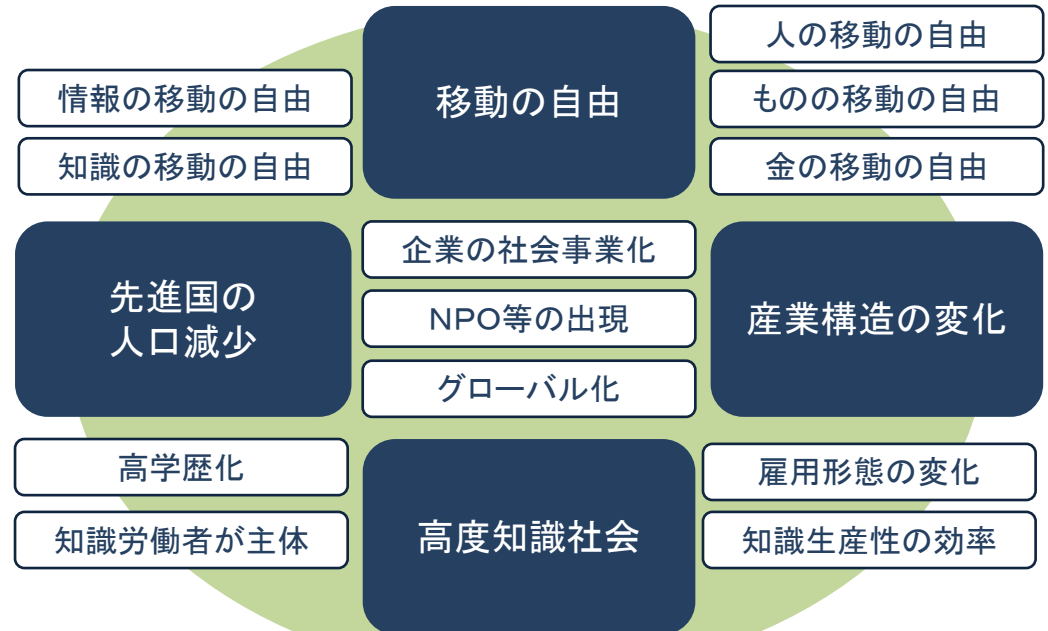 人の移動の自由
情報の移動の自由
移動の自由
ものの移動の自由
知識の移動の自由
金の移動の自由
先進国の
人口減少
企業の社会事業化
NPO等の出現
グローバル化
産業構造の変化
高学歴化
雇用形態の変化
知識労働者が主体
高度知識社会
知識生産性の効率